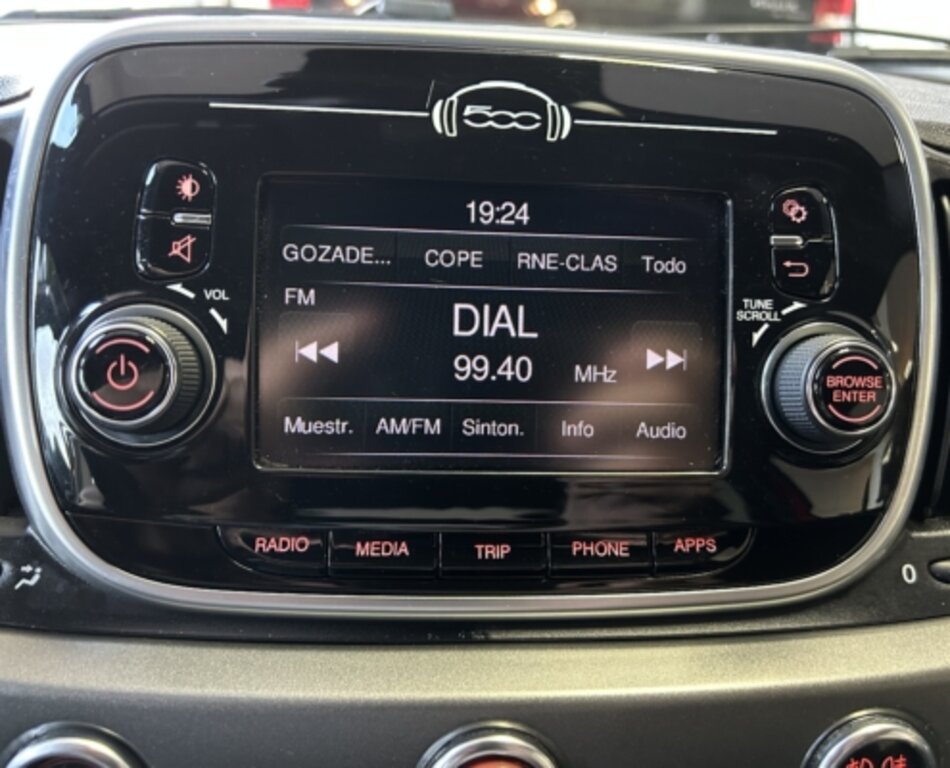 500
19:24
GOZADE... COPE RNE-CLAS Todo
FM
VOL
TUNE
SCROLL
DIAL
99.40 MHz
BROWSE
ENTER
Muestr. AM/FM Sinton. Info Audio
RADIO MEDIA TRIP PHONE APPS
0